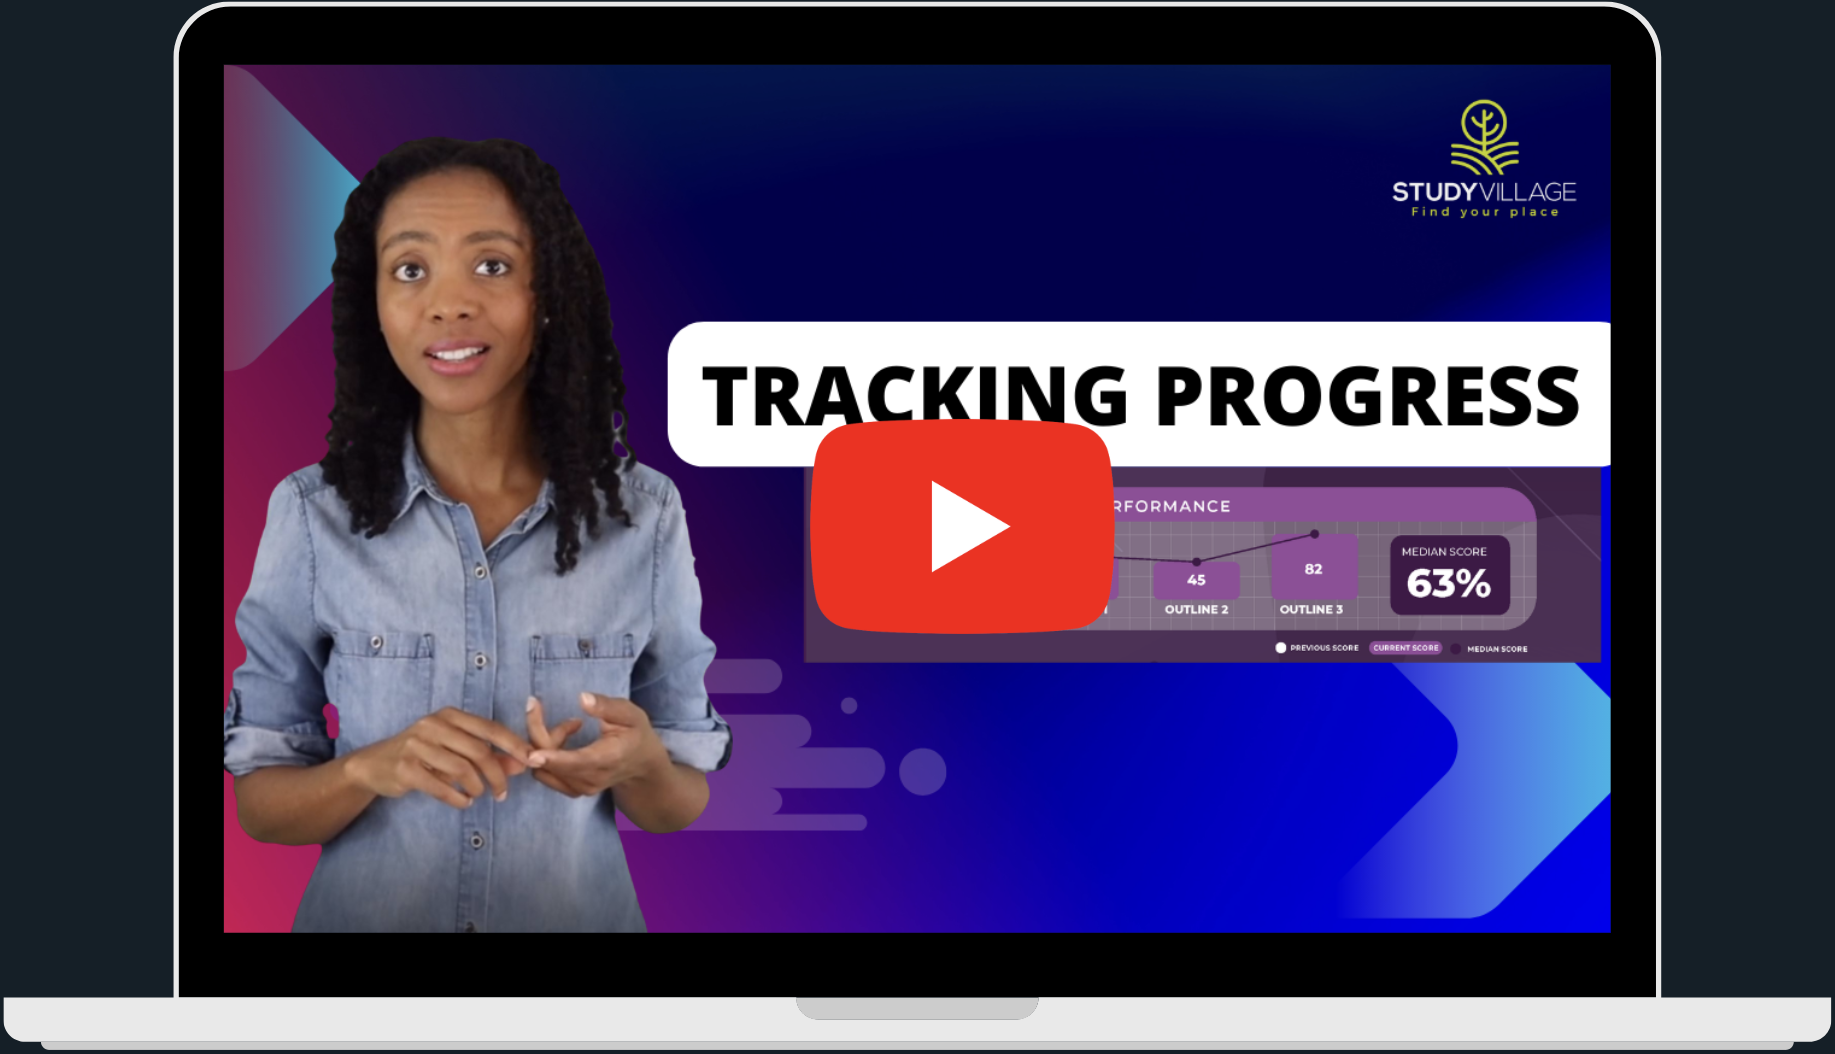 STUDYVILLAGE
Find your place
TRACKING PROGRESS
RFORMANCE
MEDIAN SCORE
63%
45
82
OUTLINE 2
OUTLINE 3
PREVIOUS SCORE
CURRENT SCORE
MEDIAN SCORE